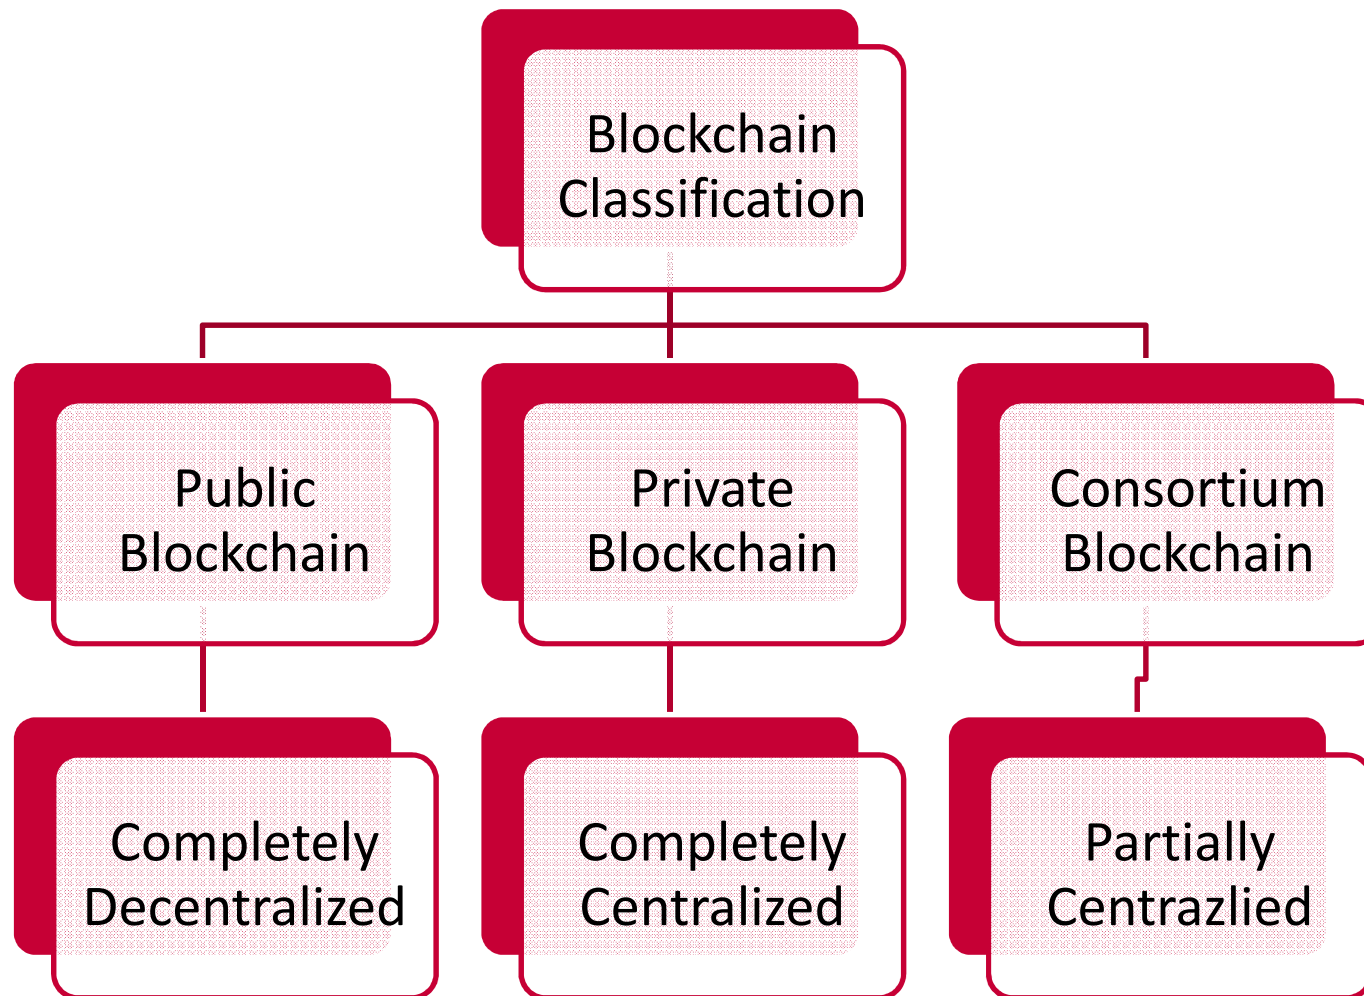 Blockchain
Classification
Public
Blockchain
Private
Blockchain
Consortium
Blockchain
Completely
Decentralized
Completely
Centralized
Partially
Centrazlied